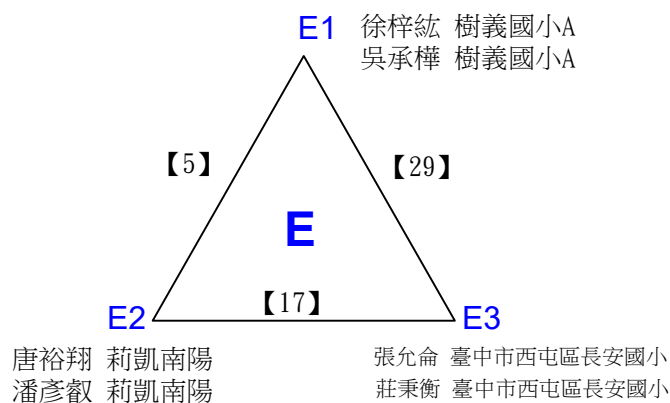 E1
徐梓紘 樹義國小A
吳承樺 樹義國小A
【5】
【29】
E
【17】
E2
E3
唐裕翔 莉凱南陽
潘彥叡 莉凱南陽
張允侖 臺中市西屯區長安國小
莊秉衡 臺中市西屯區長安國小